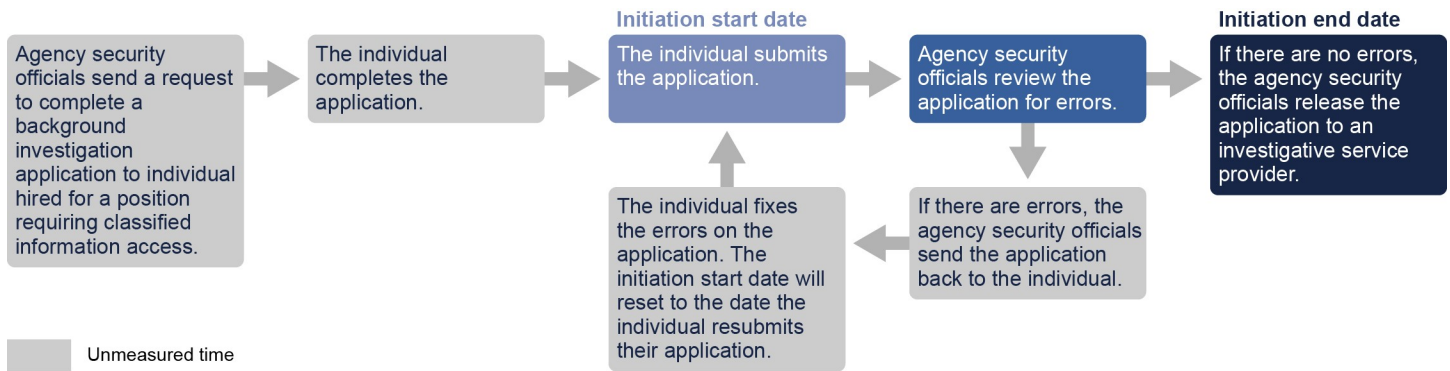 Initiation start date
Initiation end date
Agency security
officials send a request
to complete a
background
investigation
application to individual
hired for a position
requiring classified
information access.
The individual
completes the
application.
The individual submits
the application.
Agency security
officials review the
application for errors.
If there are no errors,
the agency security
officials release the
application to an
investigative service
provider.
If there are errors, the
agency security officials
send the application
back to the individual.
The individual fixes
the errors on the
application. The
initiation start date will
reset to the date the
individual resubmits
their application.
Unmeasured time